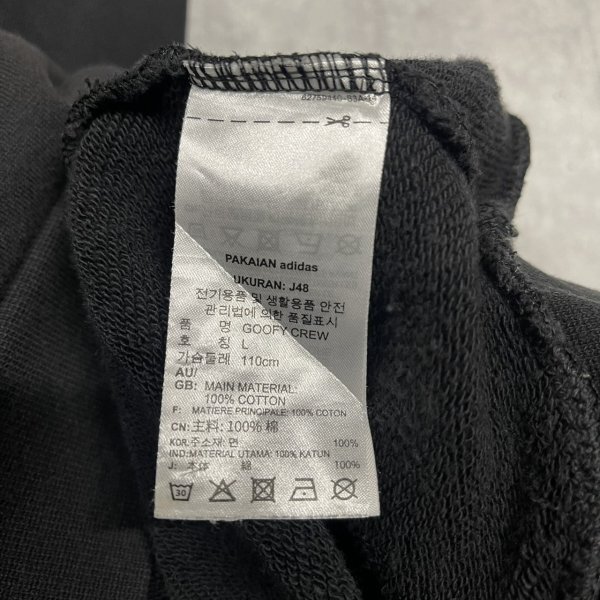 PAKAIAN adidas
UKURAN: J48
전기용품 및 생활용품 안전
관리법에 의한 품질표시
품 명 GOOFY CREW
호 칭 L
가슴둘레 110cm
AU/
GB: MAIN MATERIAL:
100% COTTON
F: MATIERE PRINCIPALE: 100% COTON
CN: 主料: 100% 棉
KOR: 주소재: 면 100%
IND: MATERIAL UTAMA: 100% KATUN
J: 本体 綿 100%
30